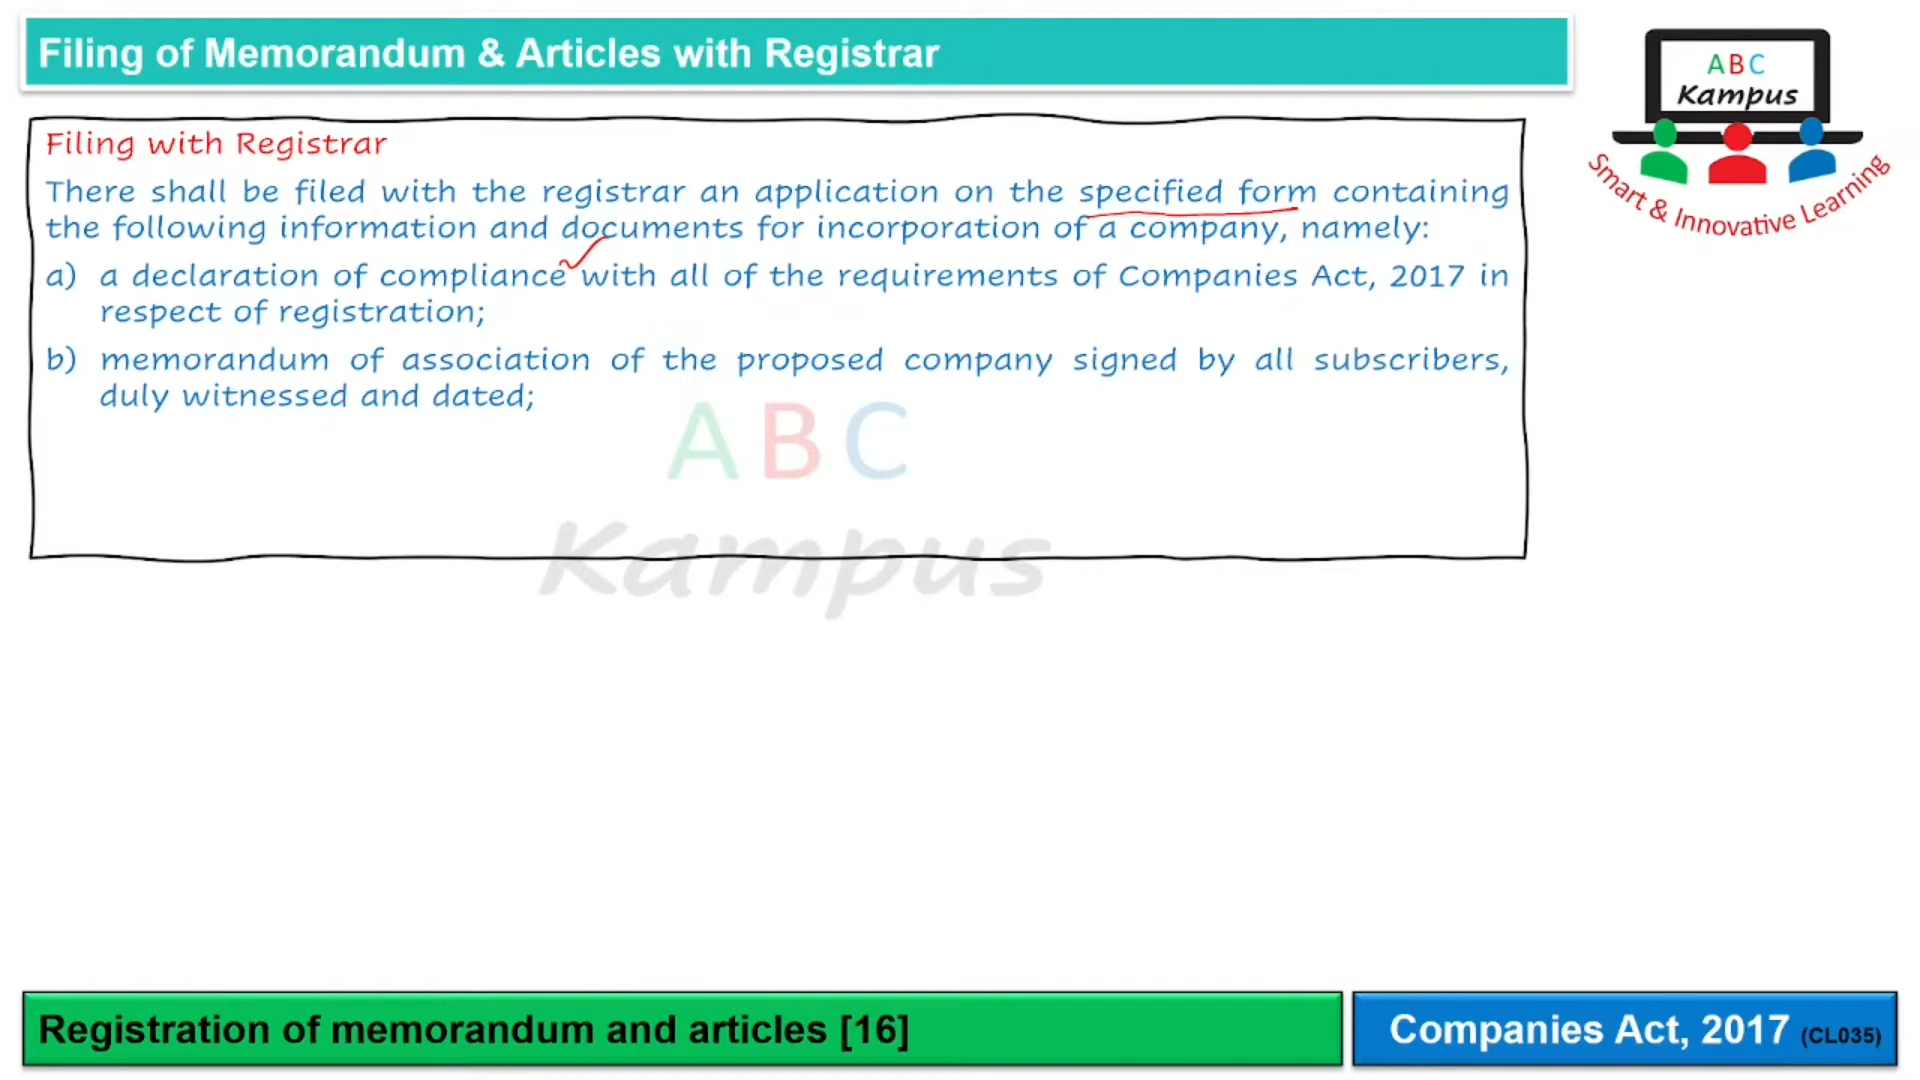 Filing of Memorandum & Articles with Registrar
ABC
Kampus
Smart & Innovative Learning
Filing with Registrar
There shall be filed with the registrar an application on the specified form containing
the following information and documents for incorporation of a company, namely:
a) a declaration of compliance with all of the requirements of Companies Act, 2017 in
respect of registration;
b) memorandum of association of the proposed company signed by all subscribers,
duly witnessed and dated;
ABC
Kampus
Registration of memorandum and articles [16]
Companies Act, 2017 (CL035)